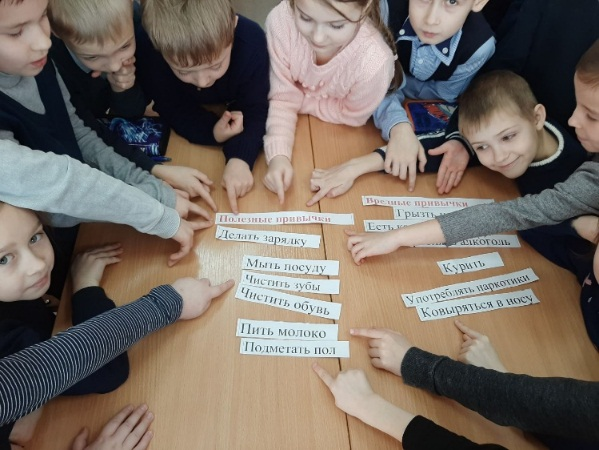 Полезные привычки
Делать зарядку
Мыть посуду
Чистить зубы
Чистить обувь
Пить молоко
Подметать пол
Вредные привычки
Грызть
Есть алкоголь
Курить
Употреблять наркотики
Ковыряться в носу